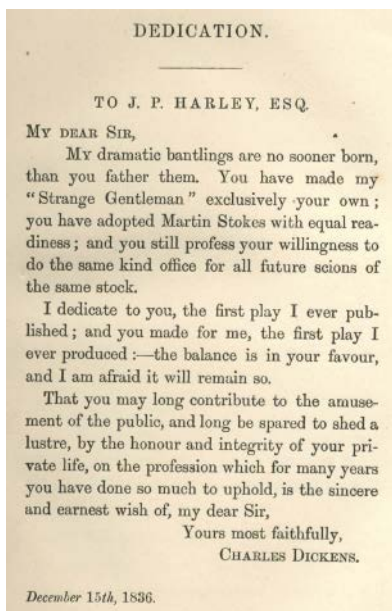 DEDICATION.
TO J. P. HARLEY, ESQ.
MY DEAR SIR,
My dramatic bantlings are no sooner born,
than you father them. You have made my
“Strange Gentleman” exclusively your own;
you have adopted Martin Stokes with equal rea-
diness; and you still profess your willingness to
do the same kind office for all future scions of
the same stock.
I dedicate to you, the first play I ever pub-
lished; and you made for me, the first play I
ever produced:—the balance is in your favour,
and I am afraid it will remain so.
That you may long contribute to the amuse-
ment of the public, and long be spared to shed a
lustre, by the honour and integrity of your pri-
vate life, on the profession which for many years
you have done so much to uphold, is the sincere
and earnest wish of, my dear Sir,
Yours most faithfully,
CHARLES DICKENS.
December 15th, 1836.